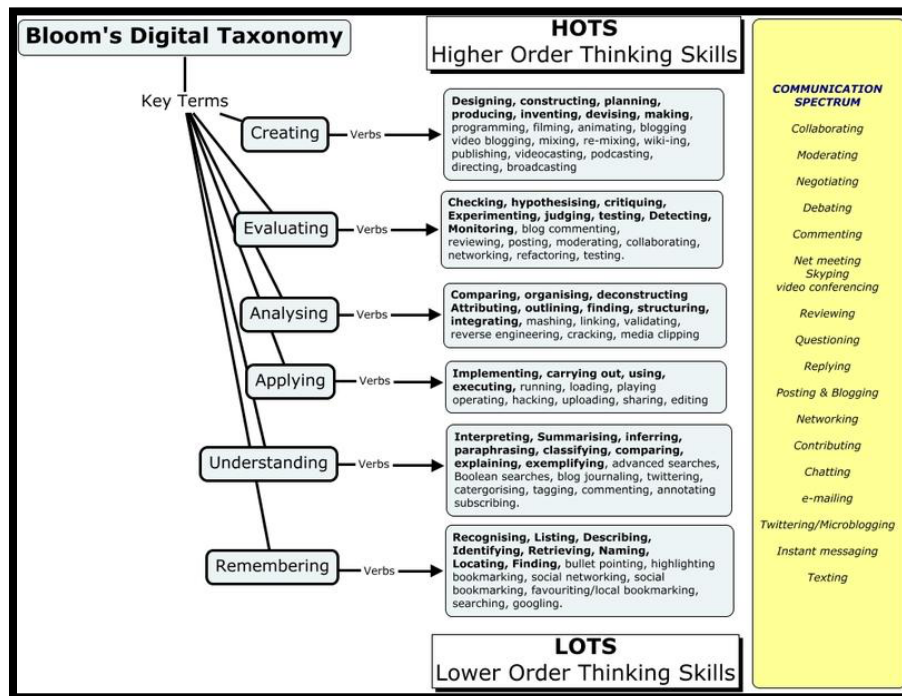 Bloom's Digital Taxonomy
HOTS
Higher Order Thinking Skills
Key Terms
Creating
Verbs
Designing, constructing, planning,
producing, inventing, devising, making,
programming, filming, animating, blogging
video blogging, mixing, re-mixing, wiki-ing,
publishing, videocasting, podcasting,
directing, broadcasting
Evaluating
Verbs
Checking, hypothesising, critiquing,
Experimenting, judging, testing, Detecting,
Monitoring, blog commenting,
reviewing, posting, moderating, collaborating,
networking, refactoring, testing.
Analysing
Verbs
Comparing, organising, deconstructing
Attributing, outlining, finding, structuring,
integrating, mashing, linking, validating,
reverse engineering, cracking, media clipping
Applying
Verbs
Implementing, carrying out, using,
executing, running, loading, playing
operating, hacking, uploading, sharing, editing
Understanding
Verbs
Interpreting, Summarising, inferring,
paraphrasing, classifying, comparing,
explaining, exemplifying, advanced searches,
Boolean searches, blog journaling, twittering,
catergorising, tagging, commenting, annotating
subscribing.
Remembering
Verbs
Recognising, Listing, Describing,
Identifying, Retrieving, Naming,
Locating, Finding, bullet pointing, highlighting
bookmarking, social networking, social
bookmarking, favouriting/local bookmarking,
searching, googling.
LOTS
Lower Order Thinking Skills
COMMUNICATION
SPECTRUM
Collaborating
Moderating
Negotiating
Debating
Commenting
Net meeting
Skyping
video conferencing
Reviewing
Questioning
Replying
Posting & Blogging
Networking
Contributing
Chatting
e-mailing
Twittering/Microblogging
Instant messaging
Texting